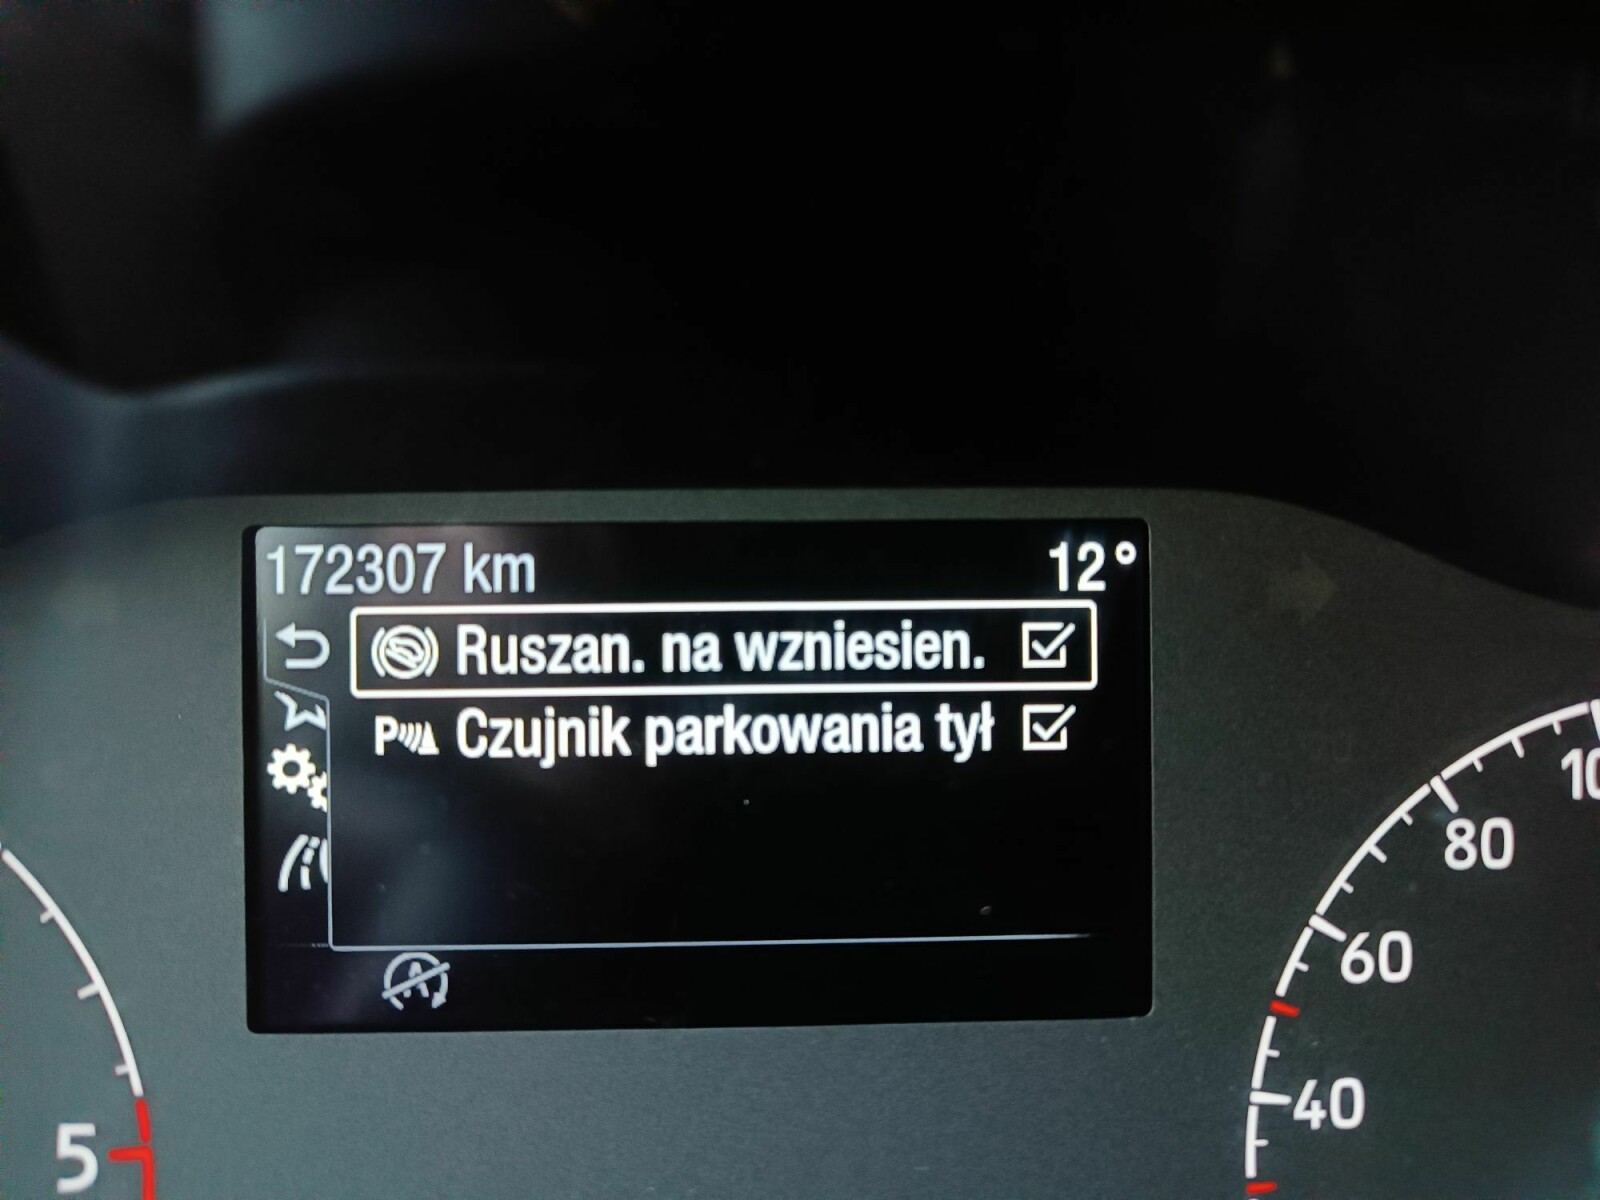 172307 km 12°
Ruszan. na wzniesien.
P Czujnik parkowania tył
A
80
60
40
5